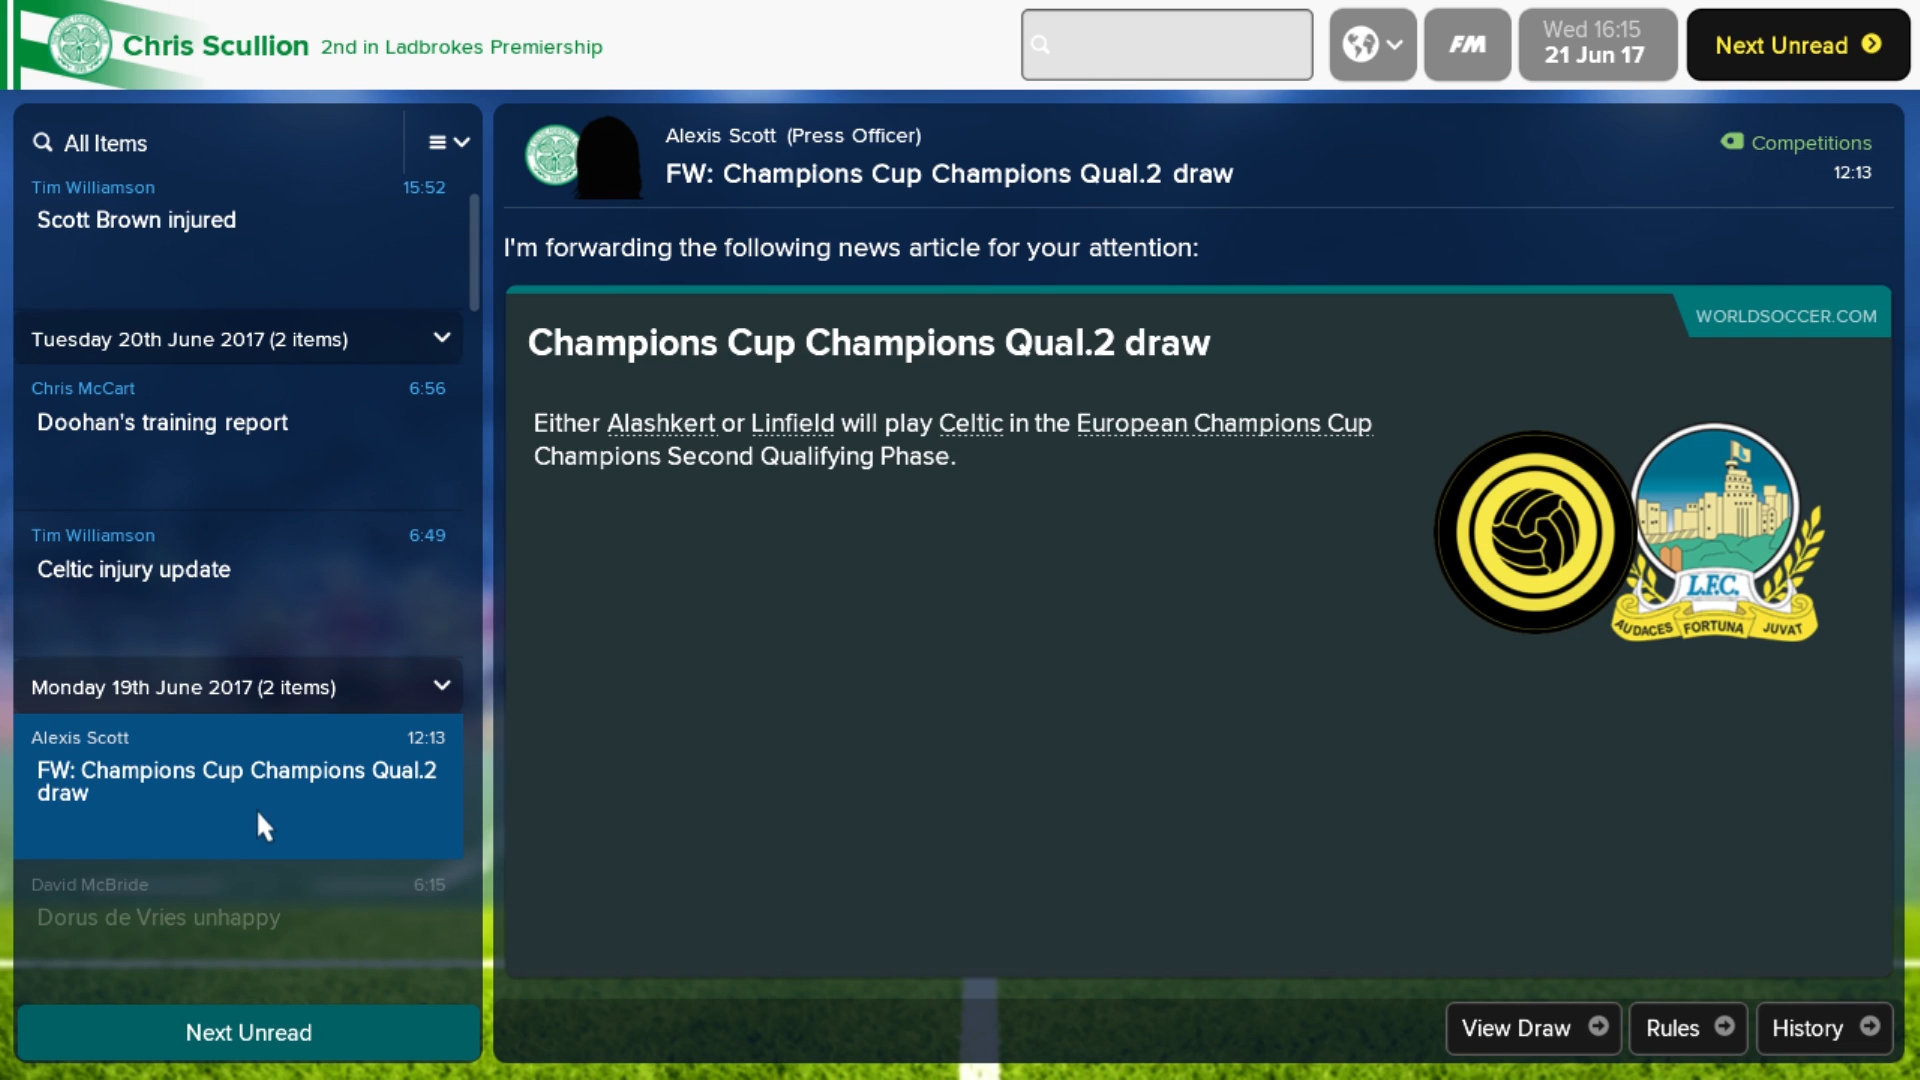 Chris Scullion 2nd in Ladbrokes Premiership
FM
Wed 16:15
21 Jun 17
Next Unread
All Items
Tim Williamson 15:52
Scott Brown injured
Tuesday 20th June 2017 (2 items)
Chris McCart 6:56
Doohan's training report
Tim Williamson 6:49
Celtic injury update
Monday 19th June 2017 (2 items)
Alexis Scott 12:13
FW: Champions Cup Champions Qual.2
draw
David McBride 6:15
Dorus de Vries unhappy
Next Unread
Alexis Scott (Press Officer)
FW: Champions Cup Champions Qual.2 draw
Competitions
12:13
I'm forwarding the following news article for your attention:
WORLDSOCCER.COM
Champions Cup Champions Qual.2 draw
Either Alashkert or Linfield will play Celtic in the European Champions Cup
Champions Second Qualifying Phase.
L.F.C.
AUDACES FORTUNA JUVAT
View Draw
Rules
History